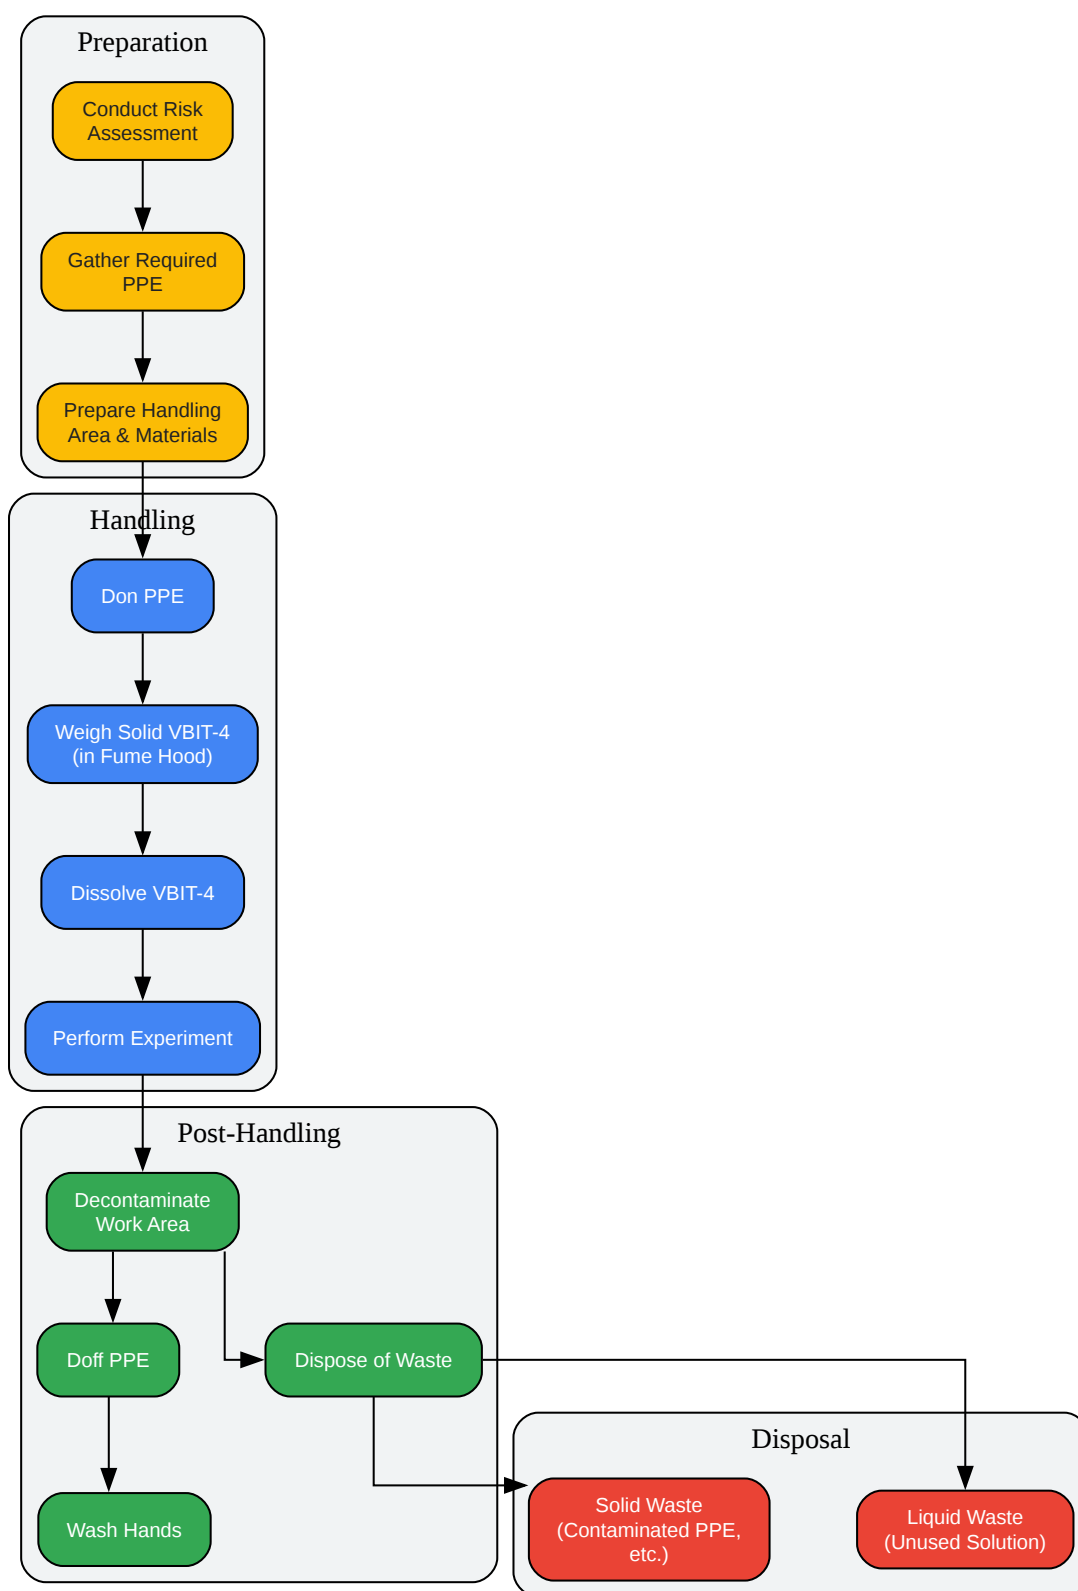 Preparation
Conduct Risk
Assessment
Gather Required
PPE
Prepare Handling
Area & Materials
Handling
Don PPE
Weigh Solid VBIT-4
(in Fume Hood)
Dissolve VBIT-4
Perform Experiment
Post-Handling
Decontaminate
Work Area
Doff PPE
Dispose of Waste
Wash Hands
Disposal
Solid Waste
(Contaminated PPE,
etc.)
Liquid Waste
(Unused Solution)